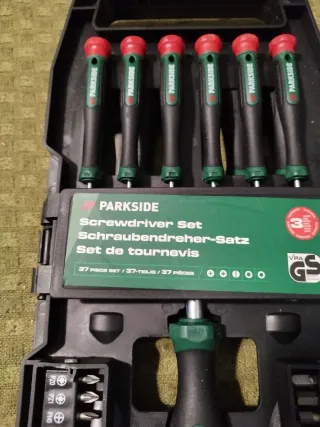 PARKSIDE
PARKSIDE
PARKSIDE
PARKSIDE
PARKSIDE
PARKSIDE
PARKSIDE
Screwdriver Set
Schraubendreher-Satz
Set de tournevis
37 PIECE SET / 37-TEILIG / 37 PIÈCES
3
VPA
GS